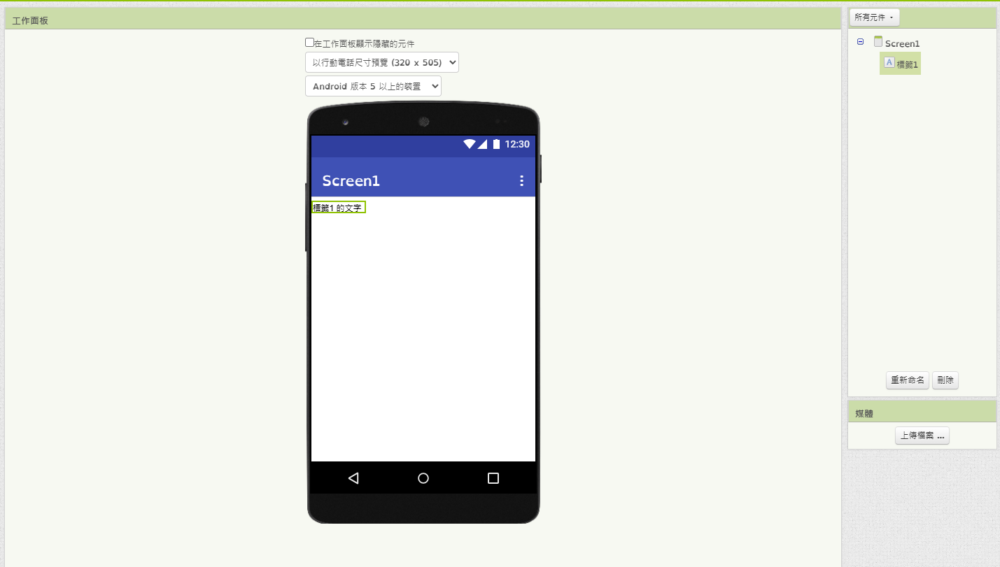 工作面板
在工作面板顯示隱藏的元件
以行動電話尺寸預覽 (320 x 505)
Android 版本 5 以上的裝置
12:30
Screen1
標籤1 的文字
所有元件
Screen1
A 標籤1
重新命名 刪除
媒體
上傳檔案 ...